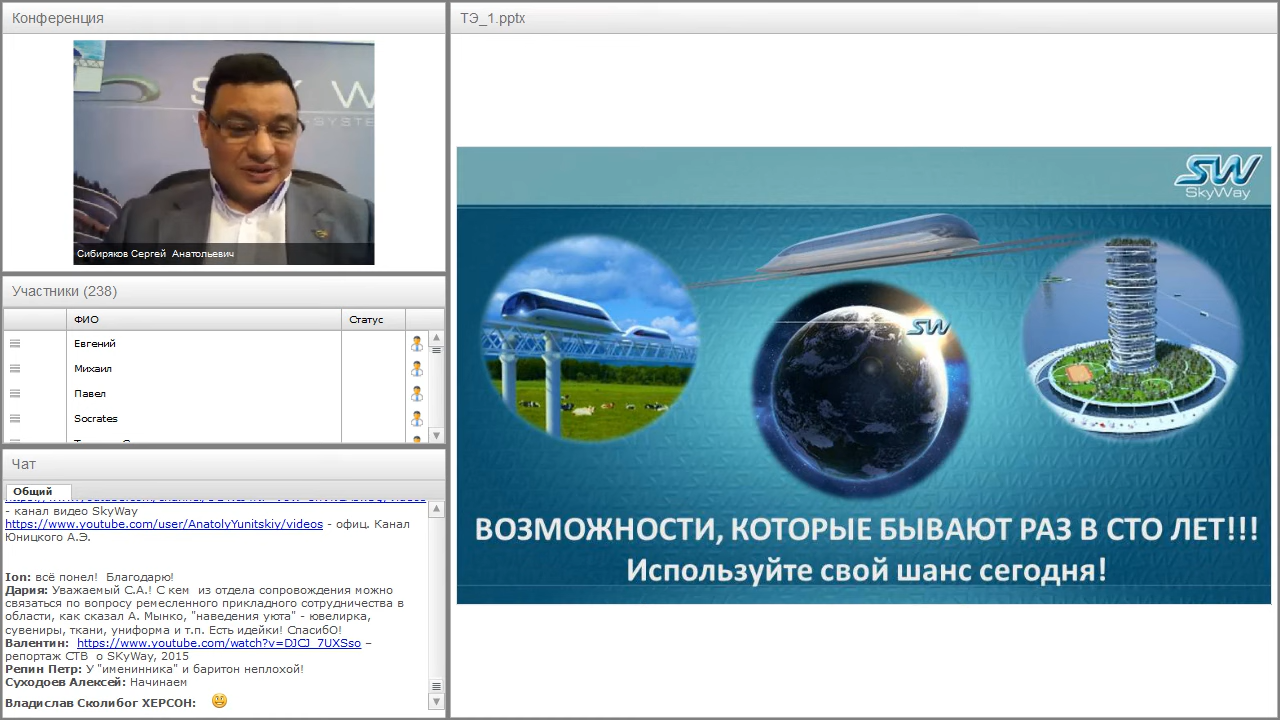 Конференция
SKY W
SYSTE
Сибиряков Сергей Анатольевич
Участники (238)
ФИО
Статус
Евгений
Михаил
Павел
Socrates
Чат
Общий
- канал видео SkyWay
https://www.youtube.com/user/AnatolyYunitskiy/videos - офиц. Канал
Юницкого А.Э.
Ion: всё понел! Благодарю!
Дария: Уважаемый С.А.! С кем из отдела сопровождения можно
связаться по вопросу ремесленного прикладного сотрудничества в
области, как сказал А. Мынко, "наведения уюта" - ювелирка,
сувениры, ткани, униформа и т.п. Есть идейки! СпасибО!
Валентин: https://www.youtube.com/watch?v=DJCJ_7UXSso –
репортаж СТВ о SKyWay, 2015
Репин Петр: У "именинника" и баритон неплохой!
Суходоев Алексей: Начинаем
Владислав Сколибог ХЕРСОН:
ТЭ_1.pptx
SW
SkyWay
SW
ВОЗМОЖНОСТИ, КОТОРЫЕ БЫВАЮТ РАЗ В СТО ЛЕТ!!!
Используйте свой шанс сегодня!